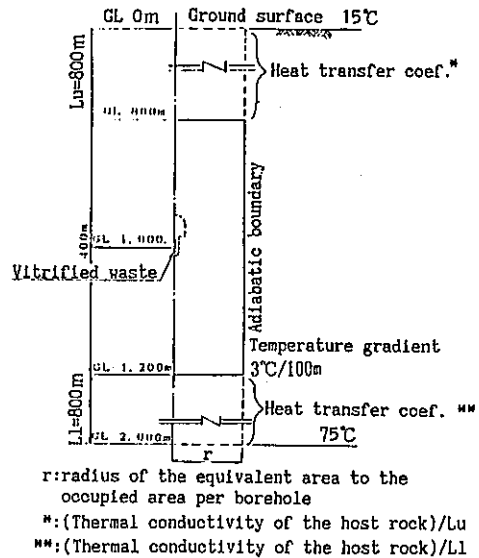 GL 0m Ground surface 15℃
Lu=800m
Heat transfer coef.*
GL 800m
400m
GL 1,000m
Vitrified waste
Adiabatic boundary
Temperature gradient
3℃/100m
GL-1,200m
Ll=800m
Heat transfer coef. **
GL 2,000m
75℃
r
r:radius of the equivalent area to the
occupied area per borehole
*:(Thermal conductivity of the host rock)/Lu
**:(Thermal conductivity of the host rock)/Ll